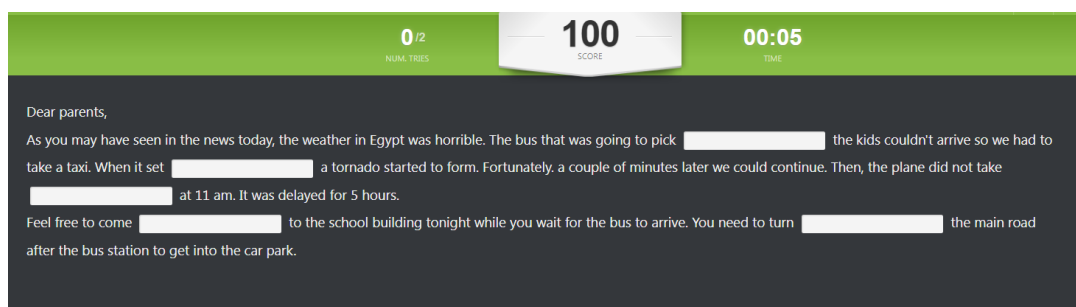 0/2
NUM. TRIES
100
SCORE
00:05
TIME
Dear parents,
As you may have seen in the news today, the weather in Egypt was horrible. The bus that was going to pick the kids couldn't arrive so we had to
take a taxi. When it set a tornado started to form. Fortunately. a couple of minutes later we could continue. Then, the plane did not take
at 11 am. It was delayed for 5 hours.
Feel free to come to the school building tonight while you wait for the bus to arrive. You need to turn the main road
after the bus station to get into the car park.